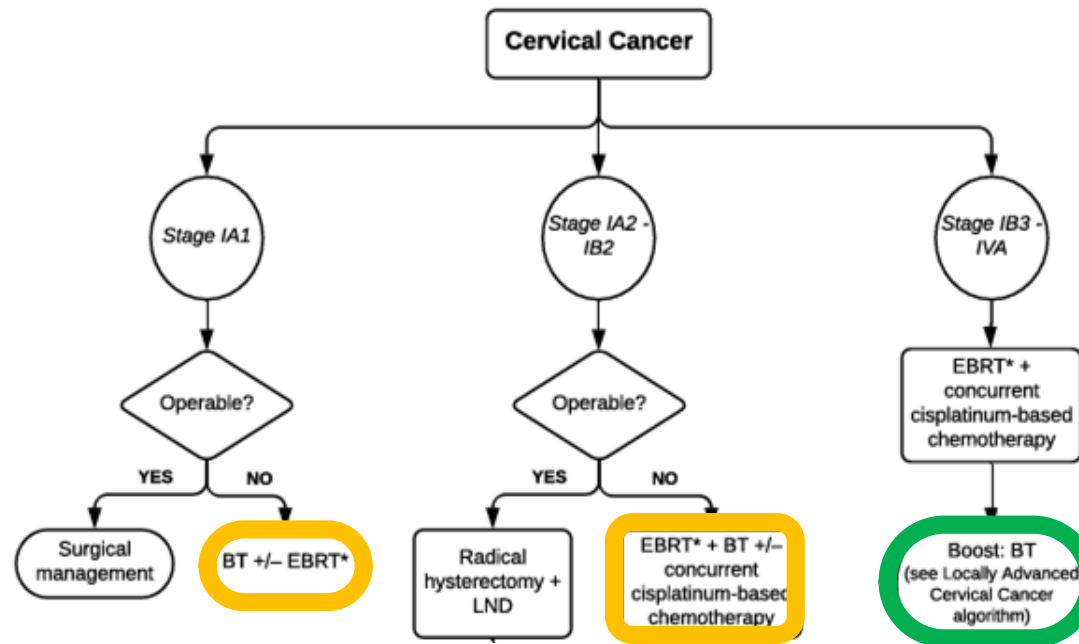 Cervical Cancer
Stage IA1
Stage IA2 -
IB2
Stage IB3 -
IVA
Operable?
Operable?
EBRT* +
concurrent
cisplatinum-based
chemotherapy
YES
NO
YES
NO
Surgical
management
BT +/– EBRT*
Radical
hysterectomy +
LND
EBRT* + BT +/–
concurrent
cisplatinum-based
chemotherapy
Boost: BT
(see Locally Advanced
Cervical Cancer
algorithm)